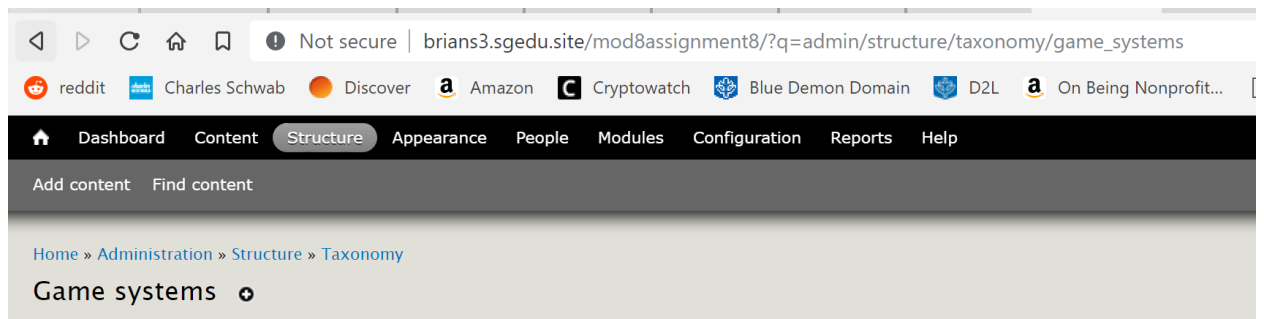 Not secure | brians3.sgedu.site/mod8assignment8/?q=admin/structure/taxonomy/game_systems
reddit Charles Schwab Discover a Amazon C Cryptowatch Blue Demon Domain D2L a On Being Nonprofit...
Dashboard Content Structure Appearance People Modules Configuration Reports Help
Add content Find content
Home » Administration » Structure » Taxonomy
Game systems